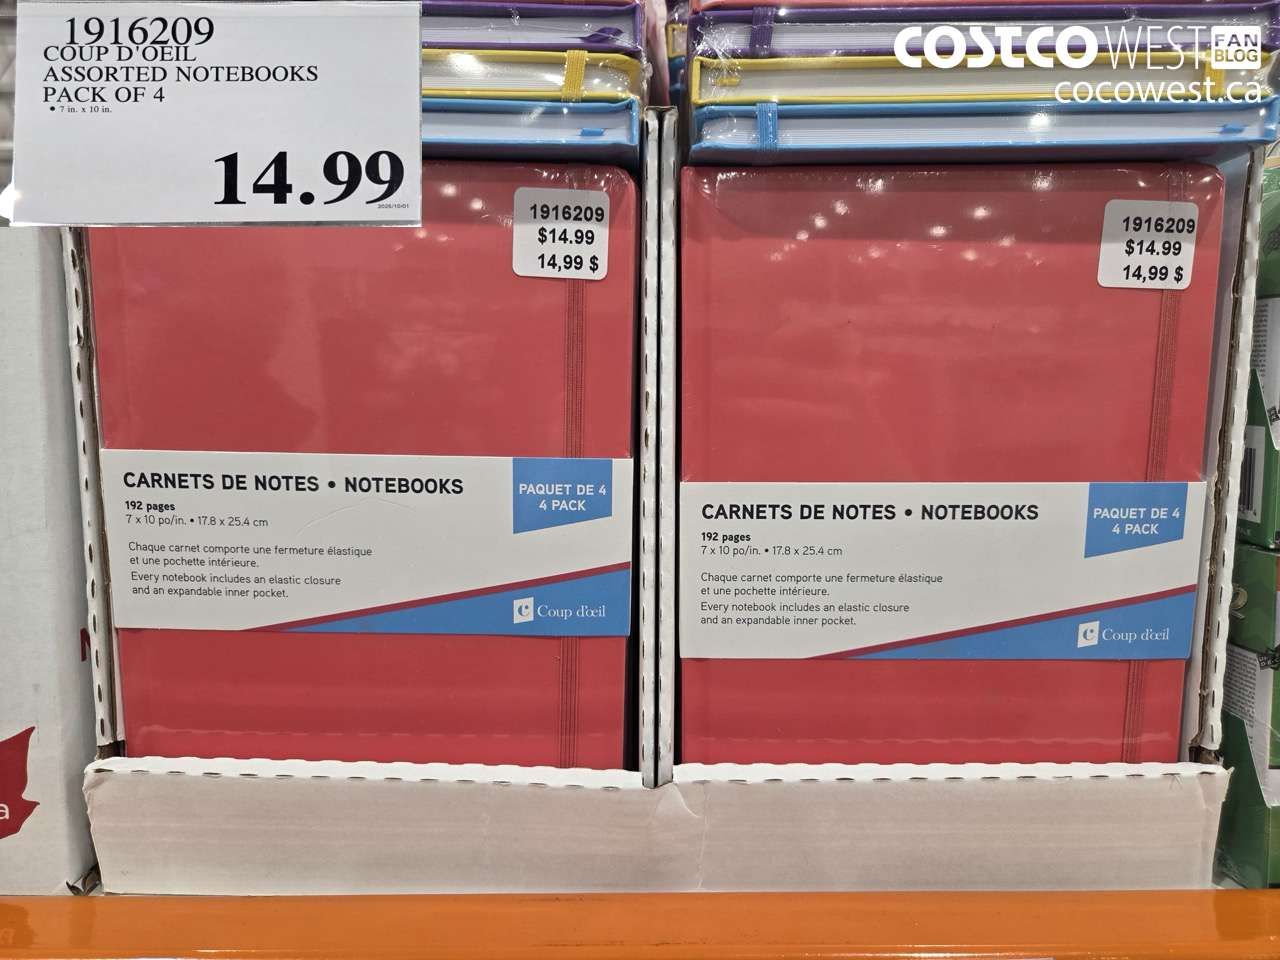 1916209
COUP D'OEIL
ASSORTED NOTEBOOKS
PACK OF 4
• 7 in. x 10 in.
14.99
2026/10/01
COSTCO WEST FAN BLOG
cocowest.ca
1916209
$14.99
14,99 $
1916209
$14.99
14,99 $
CARNETS DE NOTES • NOTEBOOKS
192 pages
7 x 10 po/in. • 17.8 x 25.4 cm
Chaque carnet comporte une fermeture élastique
et une pochette intérieure.
Every notebook includes an elastic closure
and an expandable inner pocket.
PAQUET DE 4
4 PACK
c Coup d'œil
CARNETS DE NOTES • NOTEBOOKS
192 pages
7 x 10 po/in. • 17.8 x 25.4 cm
Chaque carnet comporte une fermeture élastique
et une pochette intérieure.
Every notebook includes an elastic closure
and an expandable inner pocket.
PAQUET DE 4
4 PACK
c Coup d'œil
a